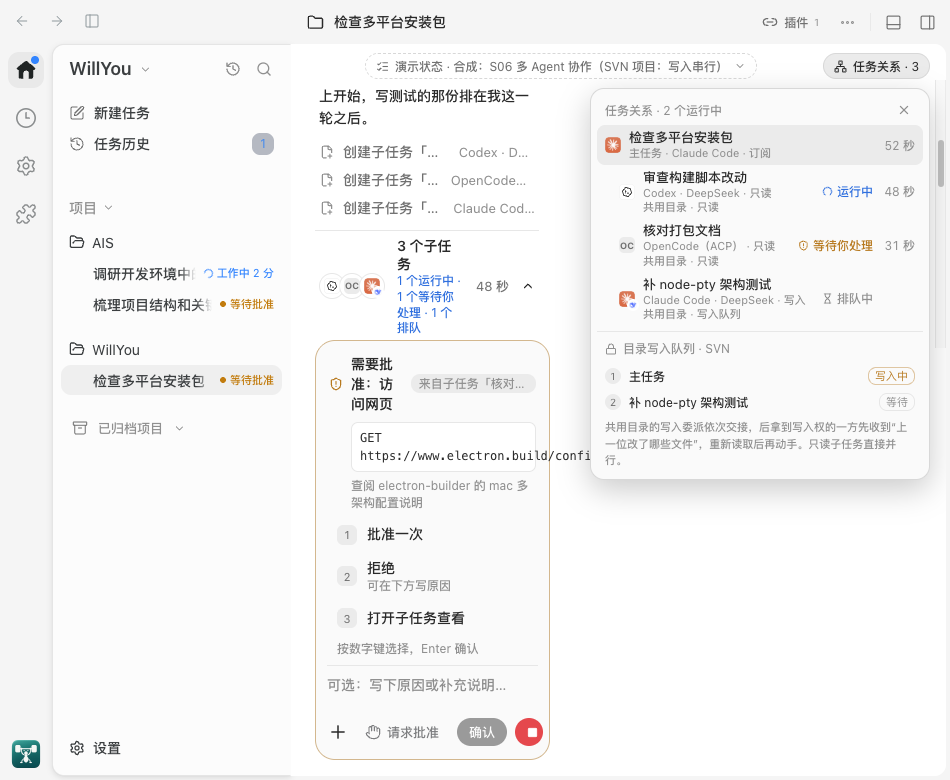 检查多平台安装包
插件 1
WillYou
新建任务
任务历史
1
项目
AIS
调研开发环境中
工作中 2 分
梳理项目结构和关
等待批准
WillYou
检查多平台安装包
等待批准
已归档项目
设置
演示状态 · 合成：S06 多 Agent 协作（SVN 项目：写入串行）
任务关系 · 3
上开始，写测试的那份排在我这一
轮之后。
创建子任务「... Codex · D...
创建子任务「... OpenCode...
创建子任务「... Claude Cod...
OC
3 个子任
务
1 个运行中 ·
1 个等待你
处理 · 1 个
排队
48 秒
需要批
准：访
问网页
来自子任务「核对...
GET
https://www.electron.build/confi
查阅 electron-builder 的 mac 多
架构配置说明
1 批准一次
2 拒绝
可在下方写原因
3 打开子任务查看
按数字键选择，Enter 确认
可选：写下原因或补充说明...
请求批准
确认
任务关系 · 2 个运行中
检查多平台安装包
主任务 · Claude Code · 订阅
52 秒
审查构建脚本改动
Codex · DeepSeek · 只读
共用目录 · 只读
运行中 48 秒
OC
核对打包文档
OpenCode（ACP） · 只读
共用目录 · 只读
等待你处理 31 秒
补 node-pty 架构测试
Claude Code · DeepSeek · 写入
共用目录 · 写入队列
排队中
目录写入队列 · SVN
1 主任务 写入中
2 补 node-pty 架构测试 等待
共用目录的写入委派依次交接，后拿到写入权的一方先收到“上
一位改了哪些文件”，重新读取后再动手。只读子任务直接并
行。